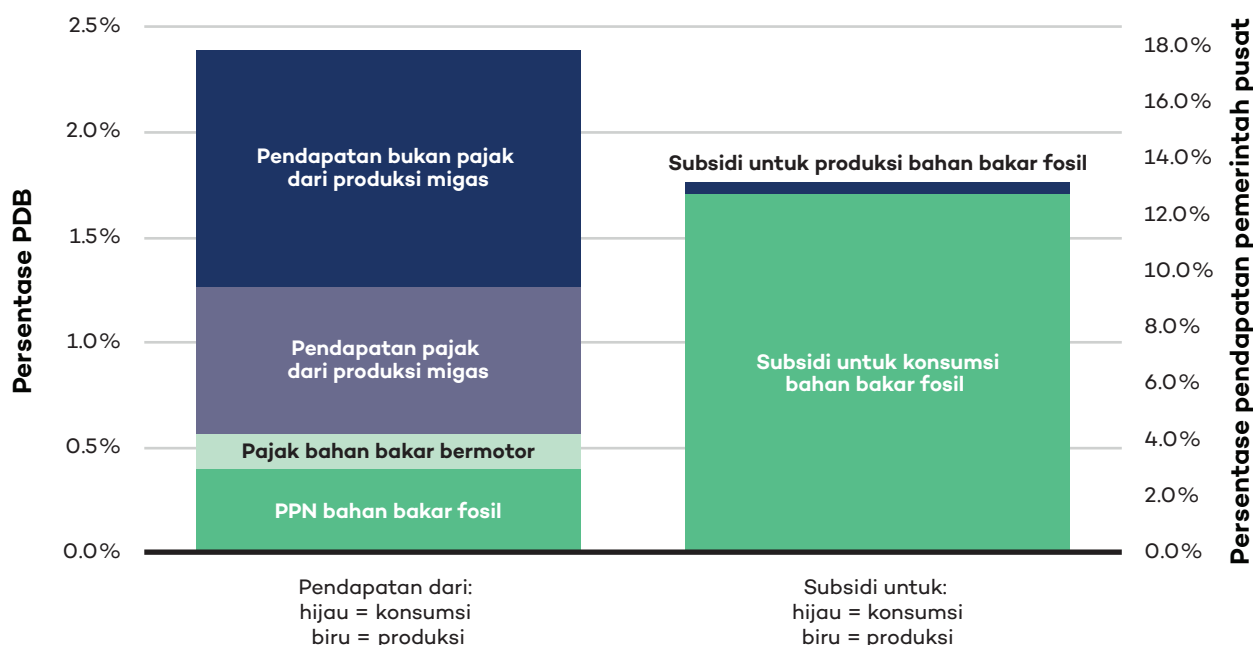 Persentase PDB
2.5%
2.0%
1.5%
1.0%
0.5%
0.0%
Pendapatan bukan pajak
dari produksi migas
Pendapatan pajak
dari produksi migas
Pajak bahan bakar bermotor
PPN bahan bakar fosil
Subsidi untuk produksi bahan bakar fosil
Subsidi untuk konsumsi
bahan bakar fosil
18.0%
16.0%
14.0%
12.0%
10.0%
8.0%
6.0%
4.0%
2.0%
0.0%
Persentase pendapatan pemerintah pusat
Pendapatan dari:
hijau = konsumsi
biru = produksi
Subsidi untuk:
hijau = konsumsi
biru = produksi